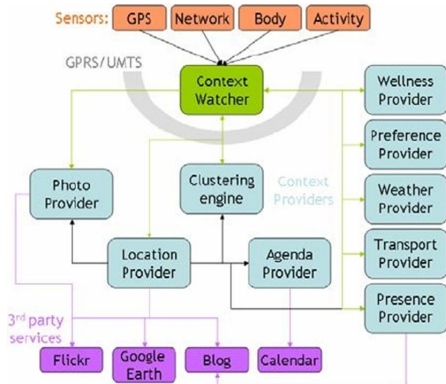 Sensors:
GPS
Network
Body
Activity
GPRS/UMTS
Context
Watcher
Wellness
Provider
Preference
Provider
Photo
Provider
Clustering
engine
Context
Providers
Weather
Provider
Location
Provider
Agenda
Provider
Transport
Provider
Presence
Provider
3rd party
services
Flickr
Google
Earth
Blog
Calendar